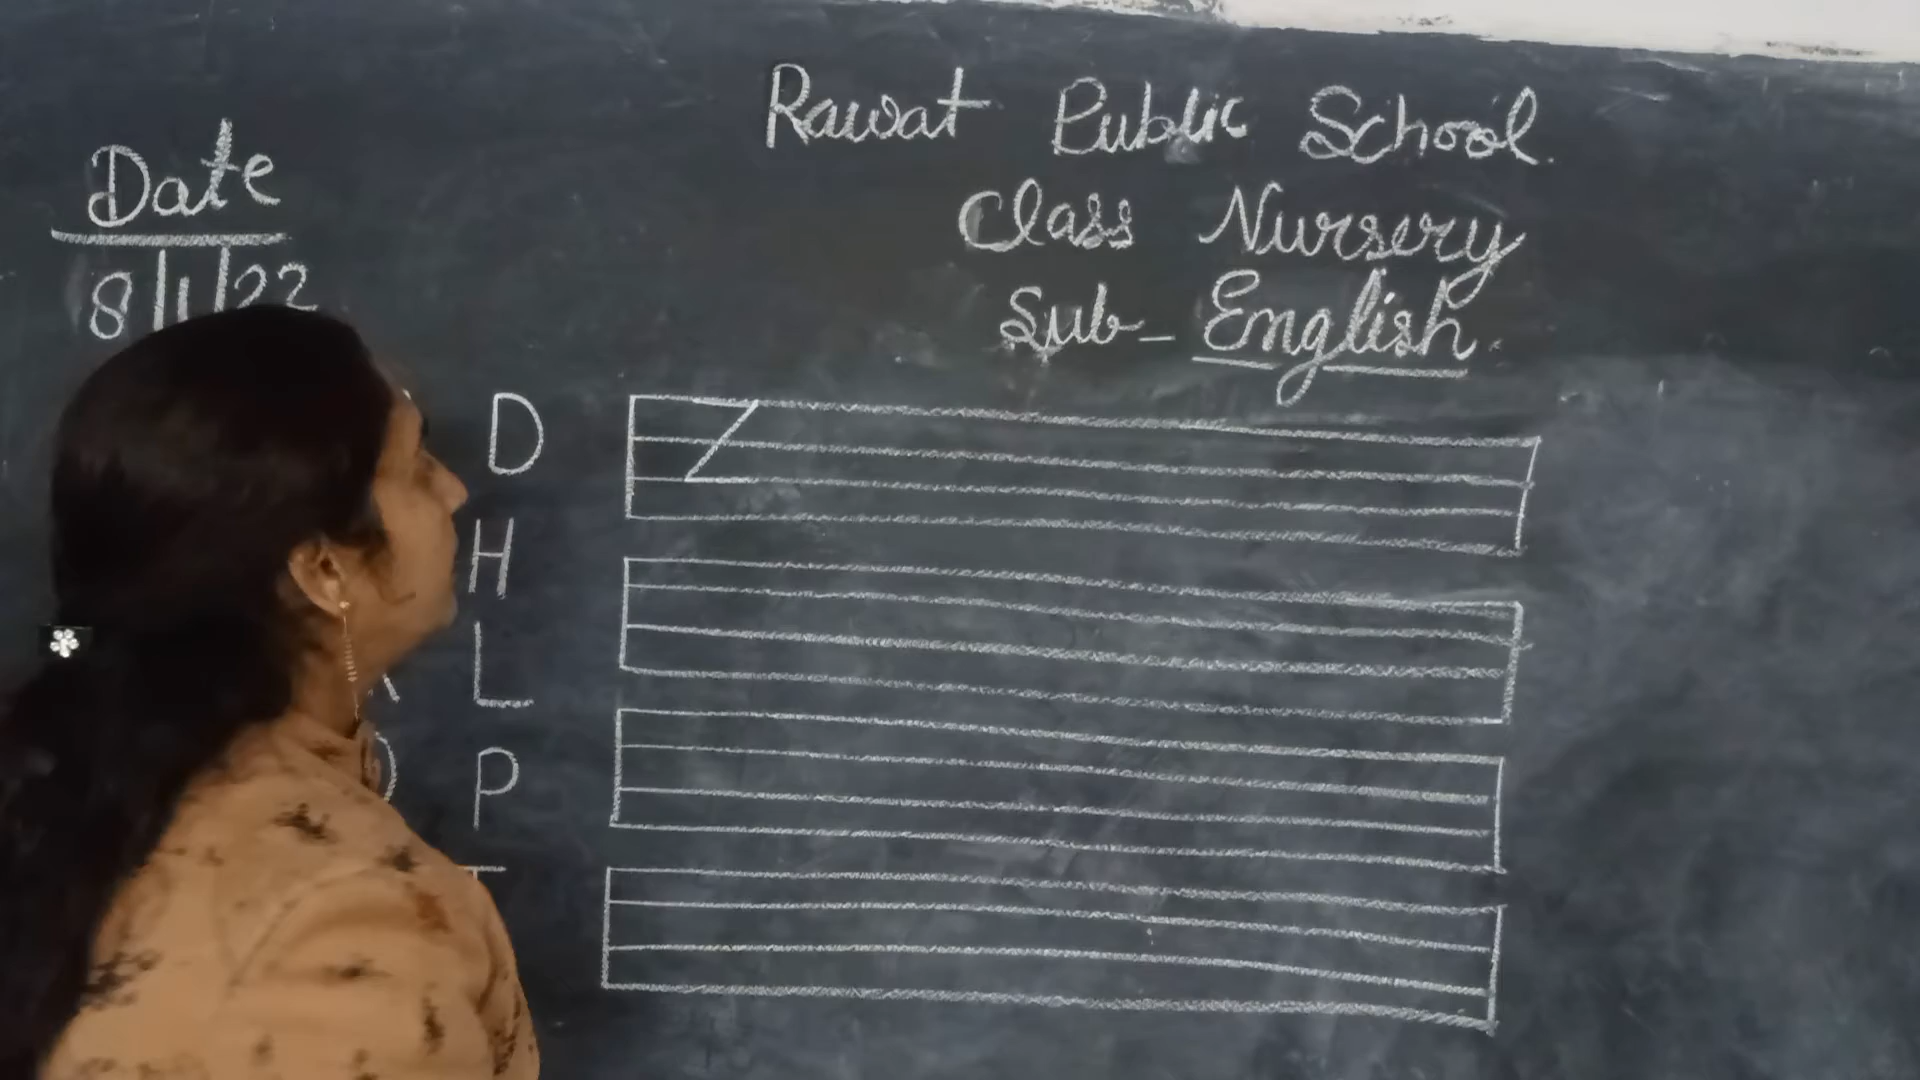 Rawat Public School.
Class Nursery
Sub - English.
Date
8/1/22
D
Z
H
L
P